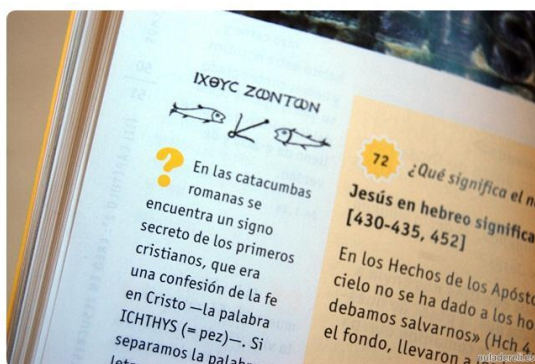 ΙΧΘΥϹ ΖⲰΝΤⲰΝ
?
En las catacumbas
romanas se
encuentra un signo
secreto de los primeros
cristianos, que era
una confesión de la fe
en Cristo —la palabra
ICHTHYS (= pez)—. Si
separamos la palabra
72
¿Qué significa el
Jesús en hebreo significa
[430-435, 452]
En los Hechos de los
cielo no se ha dado a los
debamos salvarnos» (Hch 4
el fondo, llevaron a